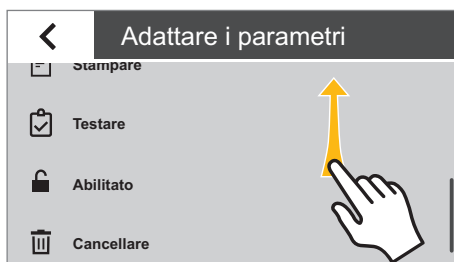 Adattare i parametri
Stampare
Testare
Abilitato
Cancellare